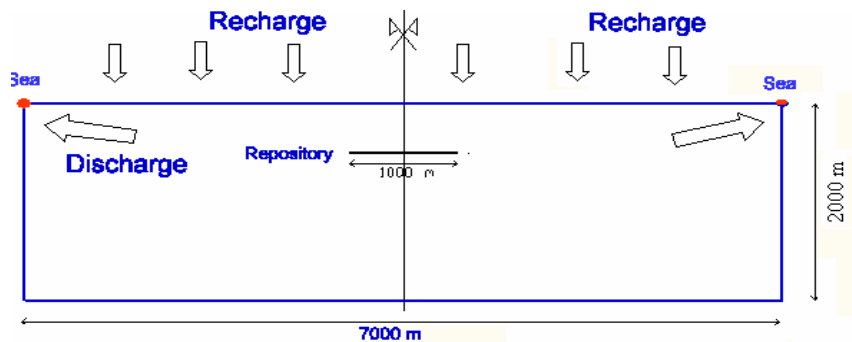 Recharge Recharge
Sea Sea
Discharge
Repository
1000 m
2000 m
7000 m